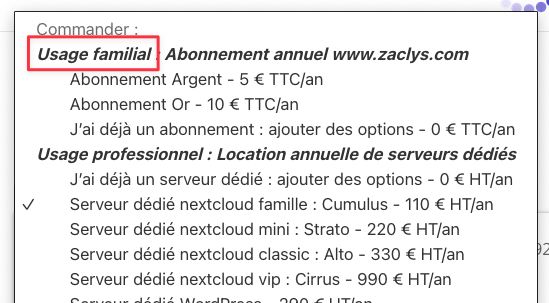 Commander :
Usage familial : Abonnement annuel www.zaclys.com
Abonnement Argent - 5 € TTC/an
Abonnement Or - 10 € TTC/an
J'ai déjà un abonnement : ajouter des options - 0 € TTC/an
Usage professionnel : Location annuelle de serveurs dédiés
J'ai déjà un serveur dédié : ajouter des options - 0 € HT/an
✓ Serveur dédié nextcloud famille : Cumulus - 110 € HT/an
Serveur dédié nextcloud mini : Strato - 220 € HT/an
Serveur dédié nextcloud classic : Alto - 330 € HT/an
Serveur dédié nextcloud vip : Cirrus - 990 € HT/an
Serveur dédié WordPress - 290 € HT/an